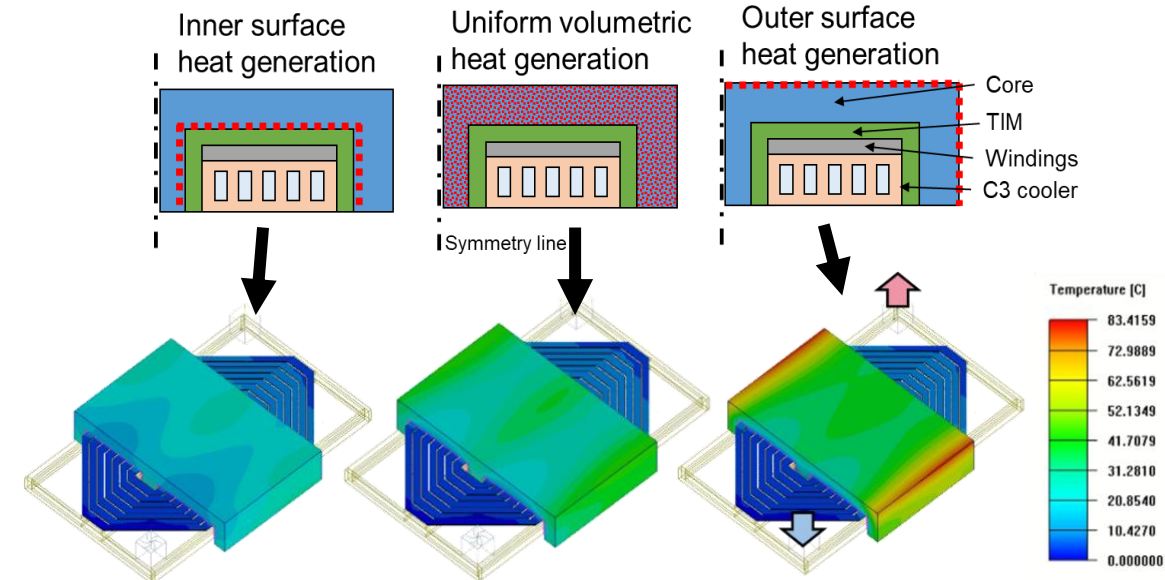 Inner surface
heat generation
Uniform volumetric
heat generation
Outer surface
heat generation
Core
TIM
Windings
C3 cooler
Symmetry line
Temperature [C]
83.4159
72.9889
62.5619
52.1349
41.7079
31.2810
20.8540
10.4270
0.000000